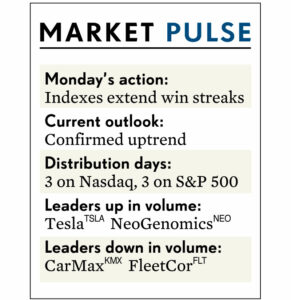 MARKET PULSE
Monday's action:
Indexes extend win streaks
Current outlook:
Confirmed uptrend
Distribution days:
3 on Nasdaq, 3 on S&P 500
Leaders up in volume:
Tesla TSLA NeoGenomics NEO
Leaders down in volume:
CarMax KMX FleetCor FLT